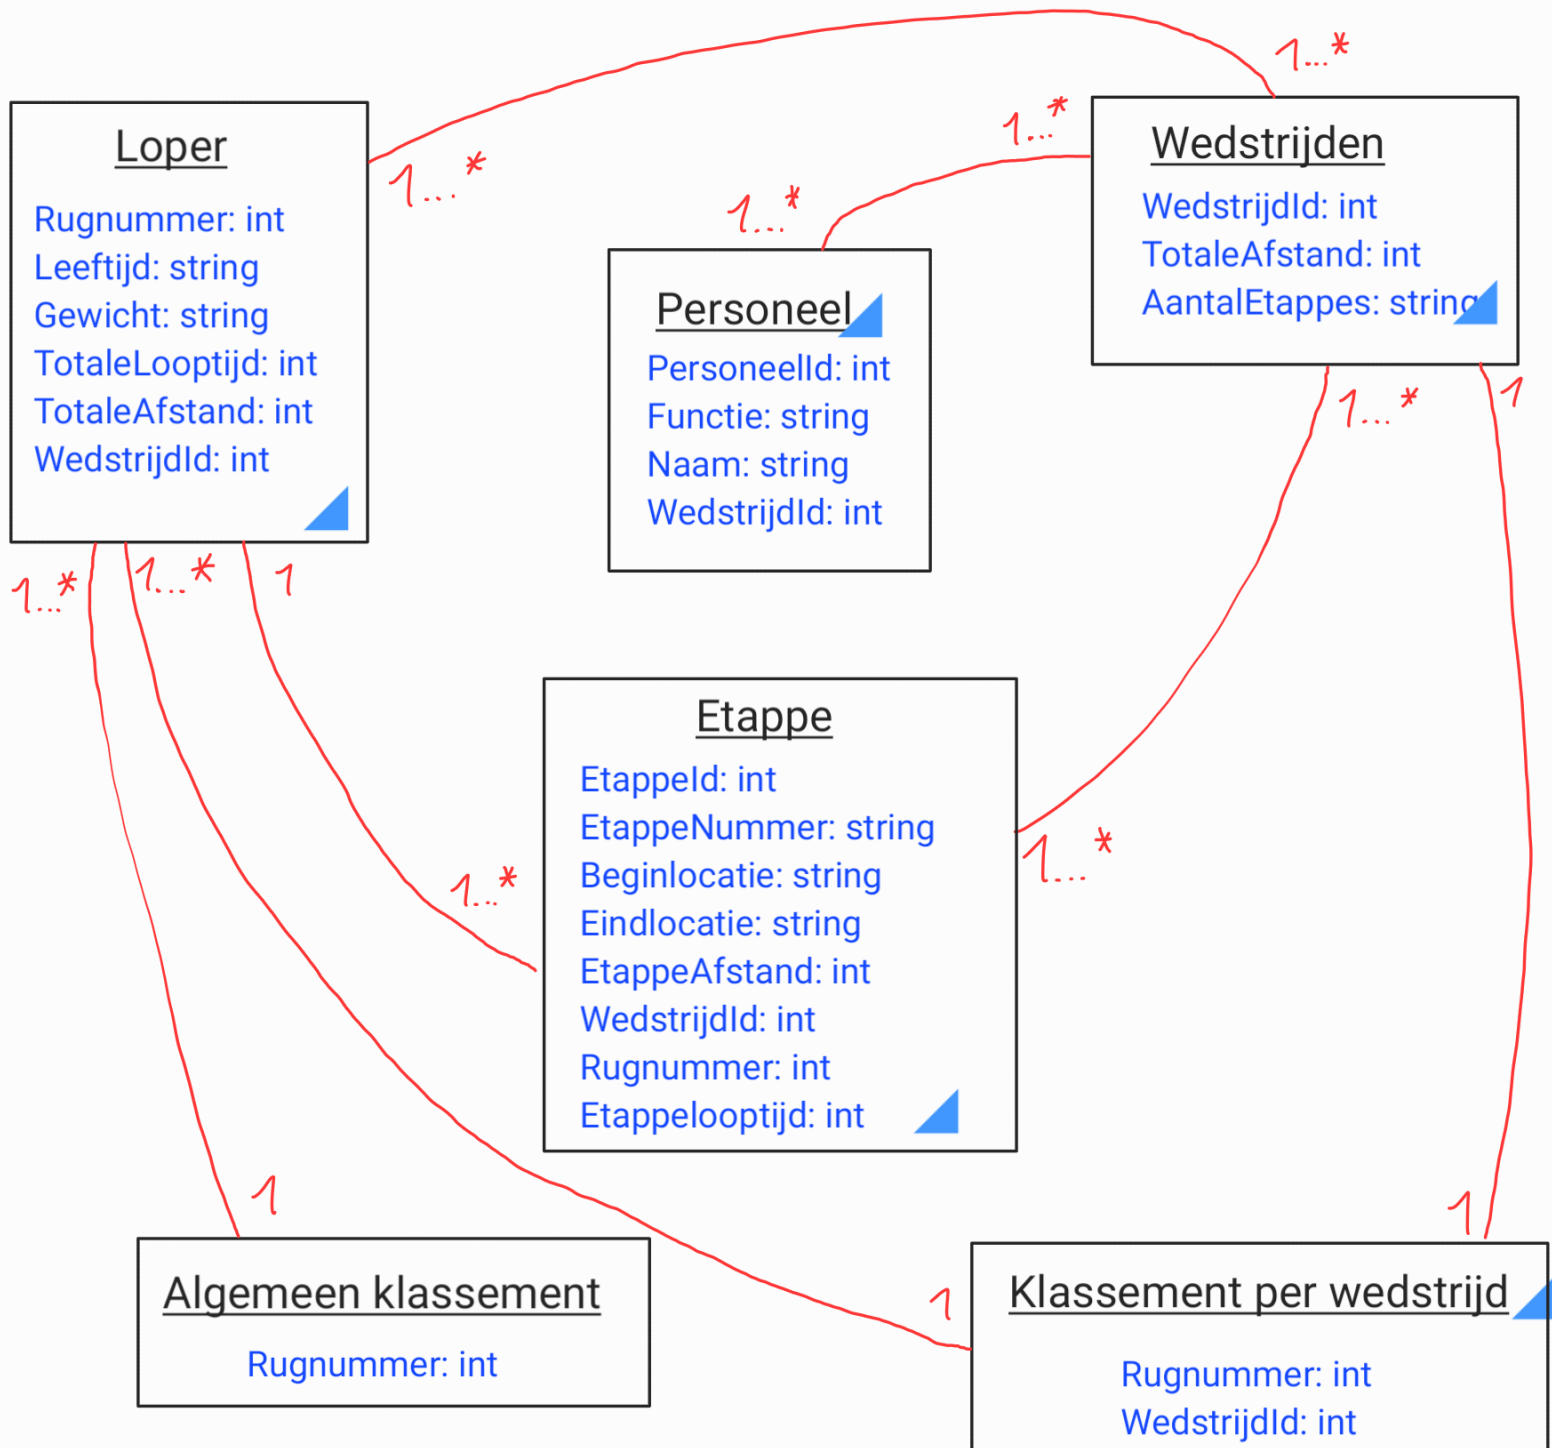 1...*
Loper
Rugnummer: int
Leeftijd: string
Gewicht: string
TotaleLooptijd: int
TotaleAfstand: int
WedstrijdId: int
1...*
1...*
1...*
Wedstrijden
WedstrijdId: int
TotaleAfstand: int
AantalEtappes: string
Personeel
PersoneelId: int
Functie: string
Naam: string
WedstrijdId: int
1...*
1
1...*
1...*
1
Etappe
EtappeId: int
EtappeNummer: string
Beginlocatie: string
Eindlocatie: string
EtappeAfstand: int
WedstrijdId: int
Rugnummer: int
Etappelooptijd: int
1...*
1....*
1
1
1
Algemeen klassement
Rugnummer: int
Klassement per wedstrijd
Rugnummer: int
WedstrijdId: int